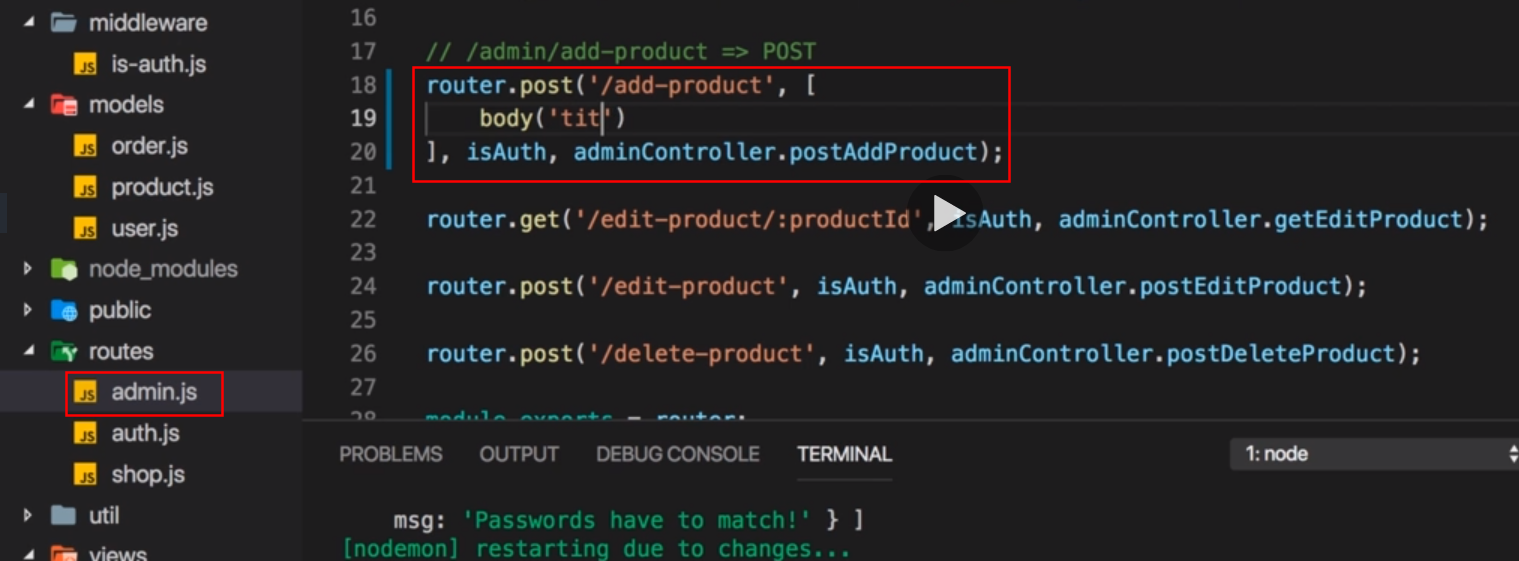 middleware
is-auth.js
models
order.js
product.js
user.js
node_modules
public
routes
admin.js
auth.js
shop.js
util
views
16
17 // /admin/add-product => POST
18 router.post('/add-product', [
19 body('tit')
20 ], isAuth, adminController.postAddProduct);
21
22 router.get('/edit-product/:productId', isAuth, adminController.getEditProduct);
23
24 router.post('/edit-product', isAuth, adminController.postEditProduct);
25
26 router.post('/delete-product', isAuth, adminController.postDeleteProduct);
27
28 module.exports = router;
PROBLEMS OUTPUT DEBUG CONSOLE TERMINAL 1: node
msg: 'Passwords have to match!' } ]
[nodemon] restarting due to changes...